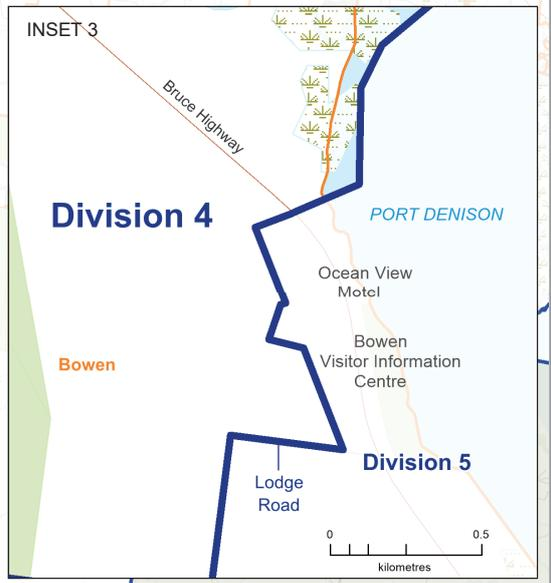 INSET 3
Bruce Highway
Division 4
PORT DENISON
Ocean View
Motel
Bowen
Visitor Information
Centre
Bowen
Division 5
Lodge
Road
0 0.5
kilometres